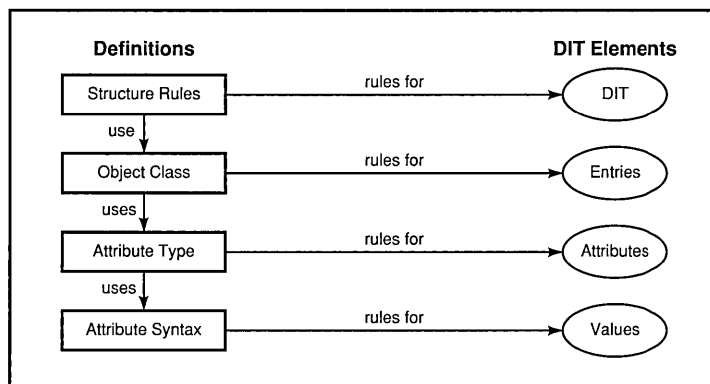 Definitions DIT Elements
Structure Rules rules for DIT
use
Object Class rules for Entries
uses
Attribute Type rules for Attributes
uses
Attribute Syntax rules for Values